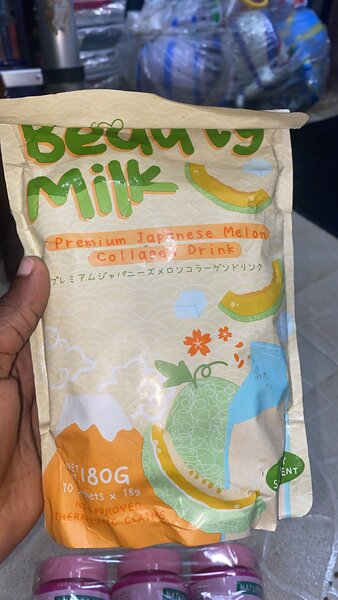 Beauty
Milk
Premium Japanese Melon
Collagen Drink
プレミアムジャパニーズメロンコラーゲンドリンク
NET
180G
10 sachets x 18g
NO APPROVED
THERAPEUTIC CLAIMS